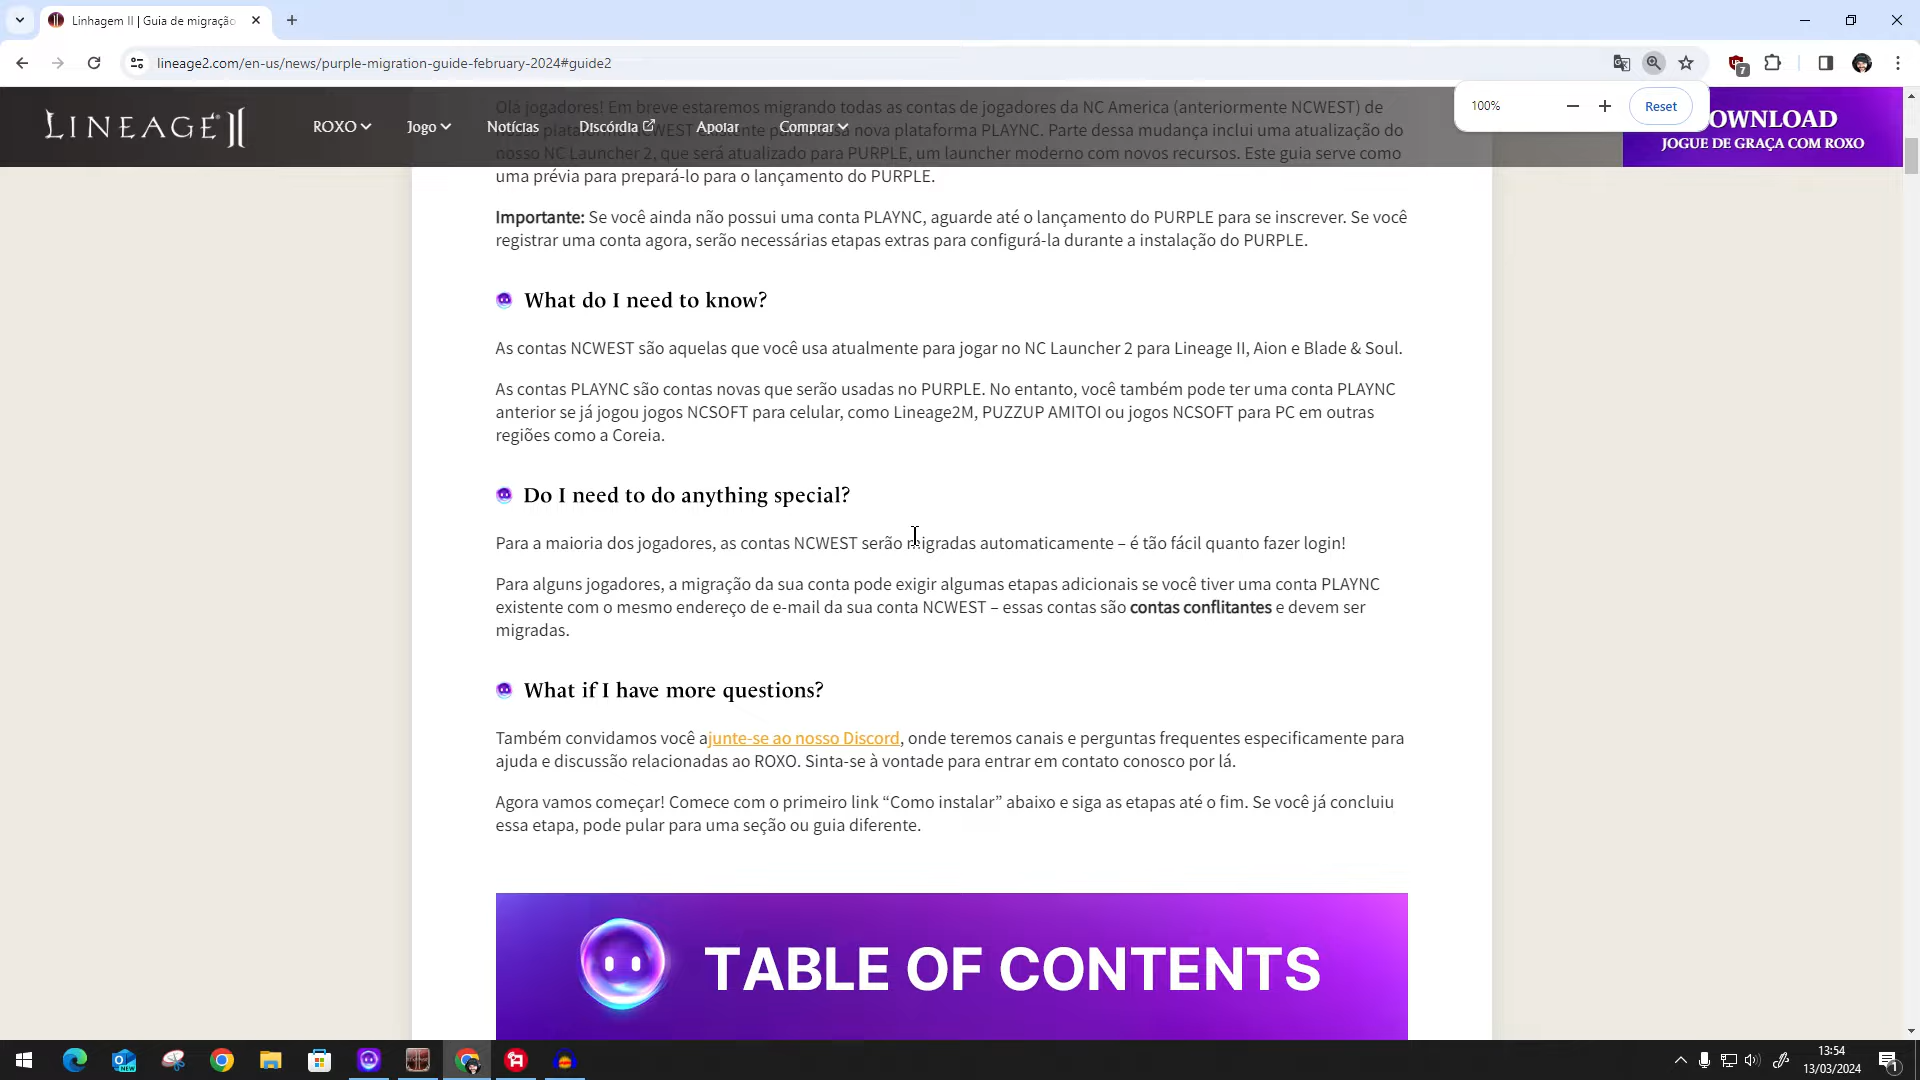 Linhagem II | Guia de migração
lineage2.com/en-us/news/purple-migration-guide-february-2024#guide2
7
100%
Reset
LINEAGE II
ROXO
Jogo
Notícias
Discórdia
Apoiar
Comprar
DOWNLOAD
JOGUE DE GRAÇA COM ROXO
Olá jogadores! Em breve estaremos migrando todas as contas de jogadores da NC America (anteriormente NCWEST) de
NCWEST existente para nossa nova plataforma PLAYNC. Parte dessa mudança inclui uma atualização do
nosso NC Launcher 2, que será atualizado para PURPLE, um launcher moderno com novos recursos. Este guia serve como
uma prévia para prepará-lo para o lançamento do PURPLE.
Importante: Se você ainda não possui uma conta PLAYNC, aguarde até o lançamento do PURPLE para se inscrever. Se você
registrar uma conta agora, serão necessárias etapas extras para configurá-la durante a instalação do PURPLE.
What do I need to know?
As contas NCWEST são aquelas que você usa atualmente para jogar no NC Launcher 2 para Lineage II, Aion e Blade & Soul.
As contas PLAYNC são contas novas que serão usadas no PURPLE. No entanto, você também pode ter uma conta PLAYNC
anterior se já jogou jogos NCSOFT para celular, como Lineage2M, PUZZUP AMITOI ou jogos NCSOFT para PC em outras
regiões como a Coreia.
Do I need to do anything special?
Para a maioria dos jogadores, as contas NCWEST serão migradas automaticamente – é tão fácil quanto fazer login!
Para alguns jogadores, a migração da sua conta pode exigir algumas etapas adicionais se você tiver uma conta PLAYNC
existente com o mesmo endereço de e-mail da sua conta NCWEST – essas contas são contas conflitantes e devem ser
migradas.
What if I have more questions?
Também convidamos você ajunte-se ao nosso Discord, onde teremos canais e perguntas frequentes especificamente para
ajuda e discussão relacionadas ao ROXO. Sinta-se à vontade para entrar em contato conosco por lá.
Agora vamos começar! Comece com o primeiro link “Como instalar” abaixo e siga as etapas até o fim. Se você já concluiu
essa etapa, pode pular para uma seção ou guia diferente.
TABLE OF CONTENTS
NEW
13:54
13/03/2024
1